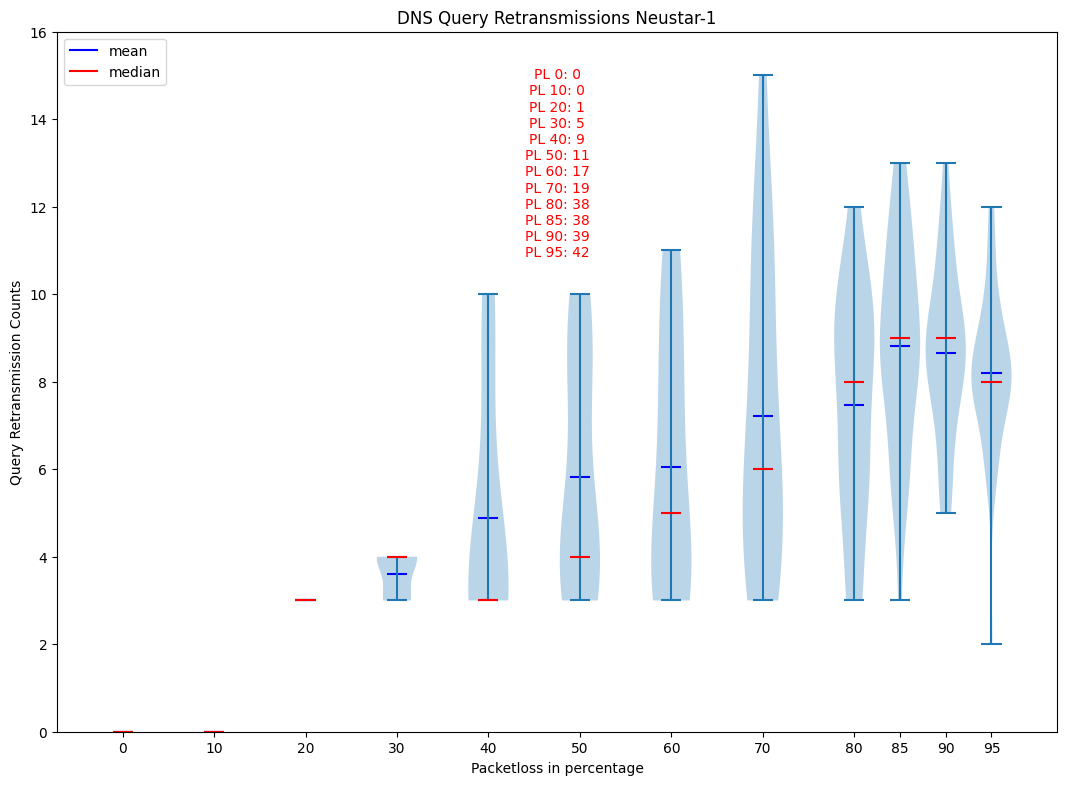 DNS Query Retransmissions Neustar-1
mean
median
PL 0: 0
PL 10: 0
PL 20: 1
PL 30: 5
PL 40: 9
PL 50: 11
PL 60: 17
PL 70: 19
PL 80: 38
PL 85: 38
PL 90: 39
PL 95: 42
Query Retransmission Counts
16
14
12
10
8
6
4
2
0
0 10 20 30 40 50 60 70 80 85 90 95
Packetloss in percentage